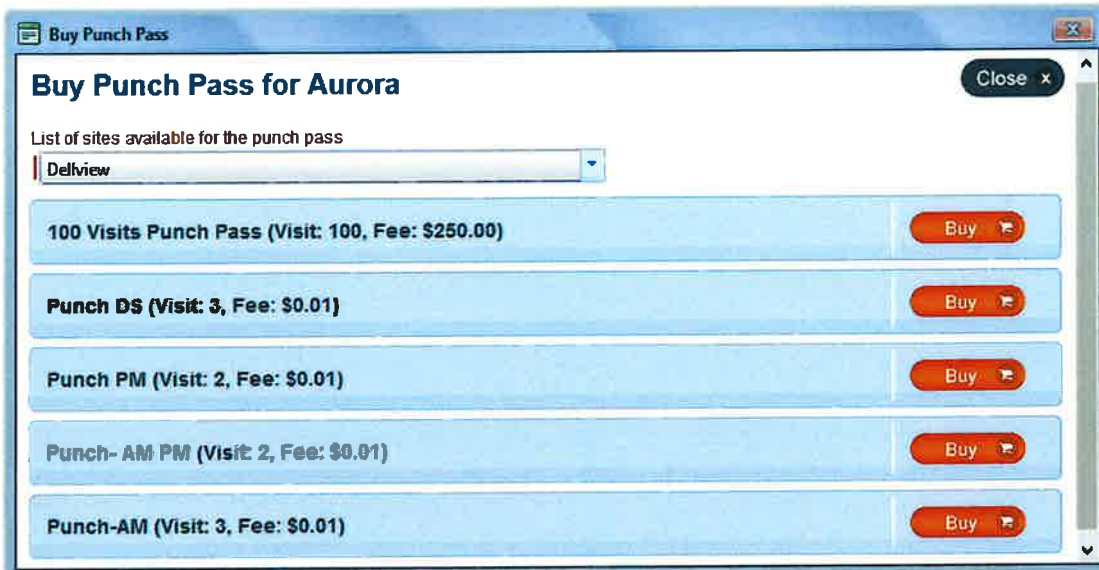 Buy Punch Pass
Buy Punch Pass for Aurora
Close x
List of sites available for the punch pass
Dellview
100 Visits Punch Pass (Visit: 100, Fee: $250.00)
Buy
Punch DS (Visit: 3, Fee: $0.01)
Buy
Punch PM (Visit: 2, Fee: $0.01)
Buy
Punch- AM PM (Visit: 2, Fee: $0.01)
Buy
Punch-AM (Visit: 3, Fee: $0.01)
Buy